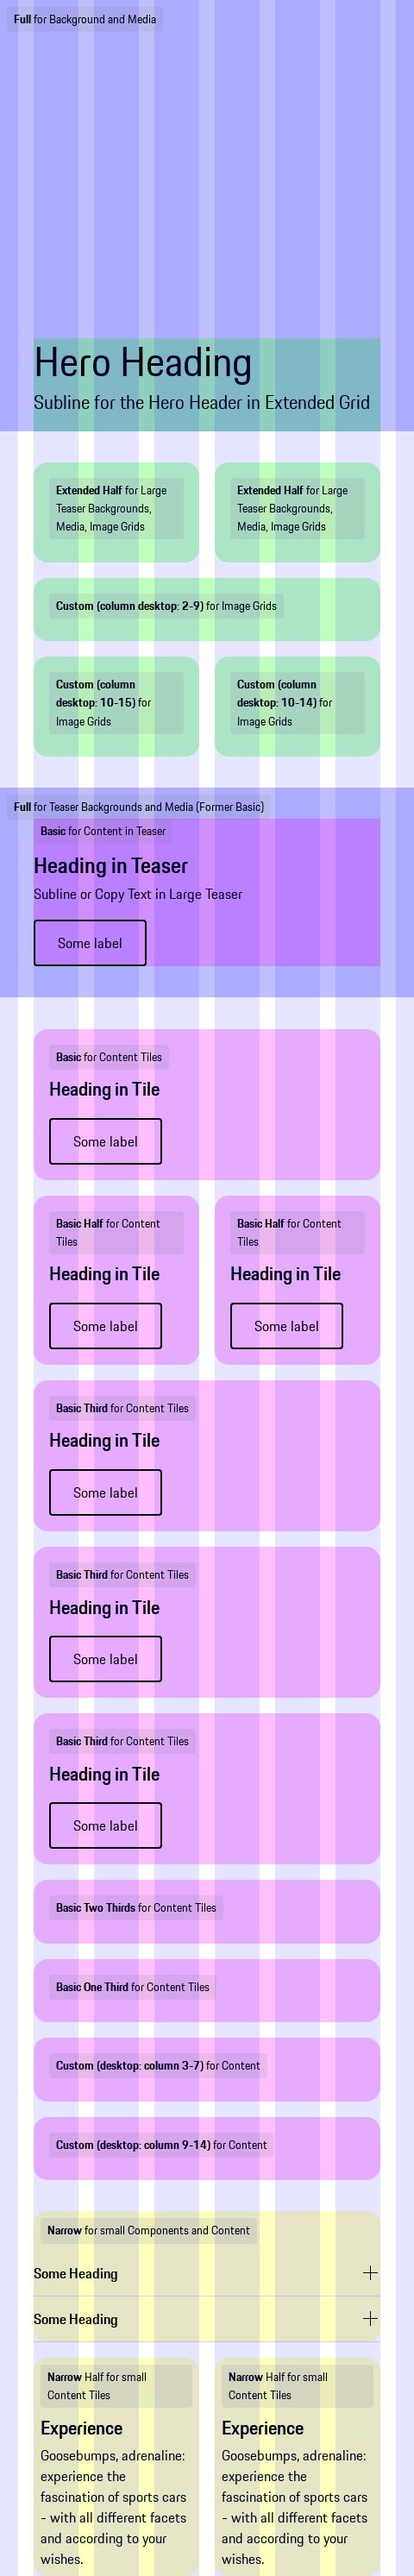 Full for Background and Media
Hero Heading
Subline for the Hero Header in Extended Grid
Extended Half for Large
Teaser Backgrounds,
Media, Image Grids
Extended Half for Large
Teaser Backgrounds,
Media, Image Grids
Custom (column desktop: 2-9) for Image Grids
Custom (column
desktop: 10-15) for
Image Grids
Custom (column
desktop: 10-14) for
Image Grids
Full for Teaser Backgrounds and Media (Former Basic)
Basic for Content in Teaser
Heading in Teaser
Subline or Copy Text in Large Teaser
Some label
Basic for Content Tiles
Heading in Tile
Some label
Basic Half for Content
Tiles
Heading in Tile
Some label
Basic Half for Content
Tiles
Heading in Tile
Some label
Basic Third for Content Tiles
Heading in Tile
Some label
Basic Third for Content Tiles
Heading in Tile
Some label
Basic Third for Content Tiles
Heading in Tile
Some label
Basic Two Thirds for Content Tiles
Basic One Third for Content Tiles
Custom (desktop: column 3-7) for Content
Custom (desktop: column 9-14) for Content
Narrow for small Components and Content
Some Heading
Some Heading
Narrow Half for small
Content Tiles
Experience
Goosebumps, adrenaline:
experience the
fascination of sports cars
- with all different facets
and according to your
wishes.
Narrow Half for small
Content Tiles
Experience
Goosebumps, adrenaline:
experience the
fascination of sports cars
- with all different facets
and according to your
wishes.